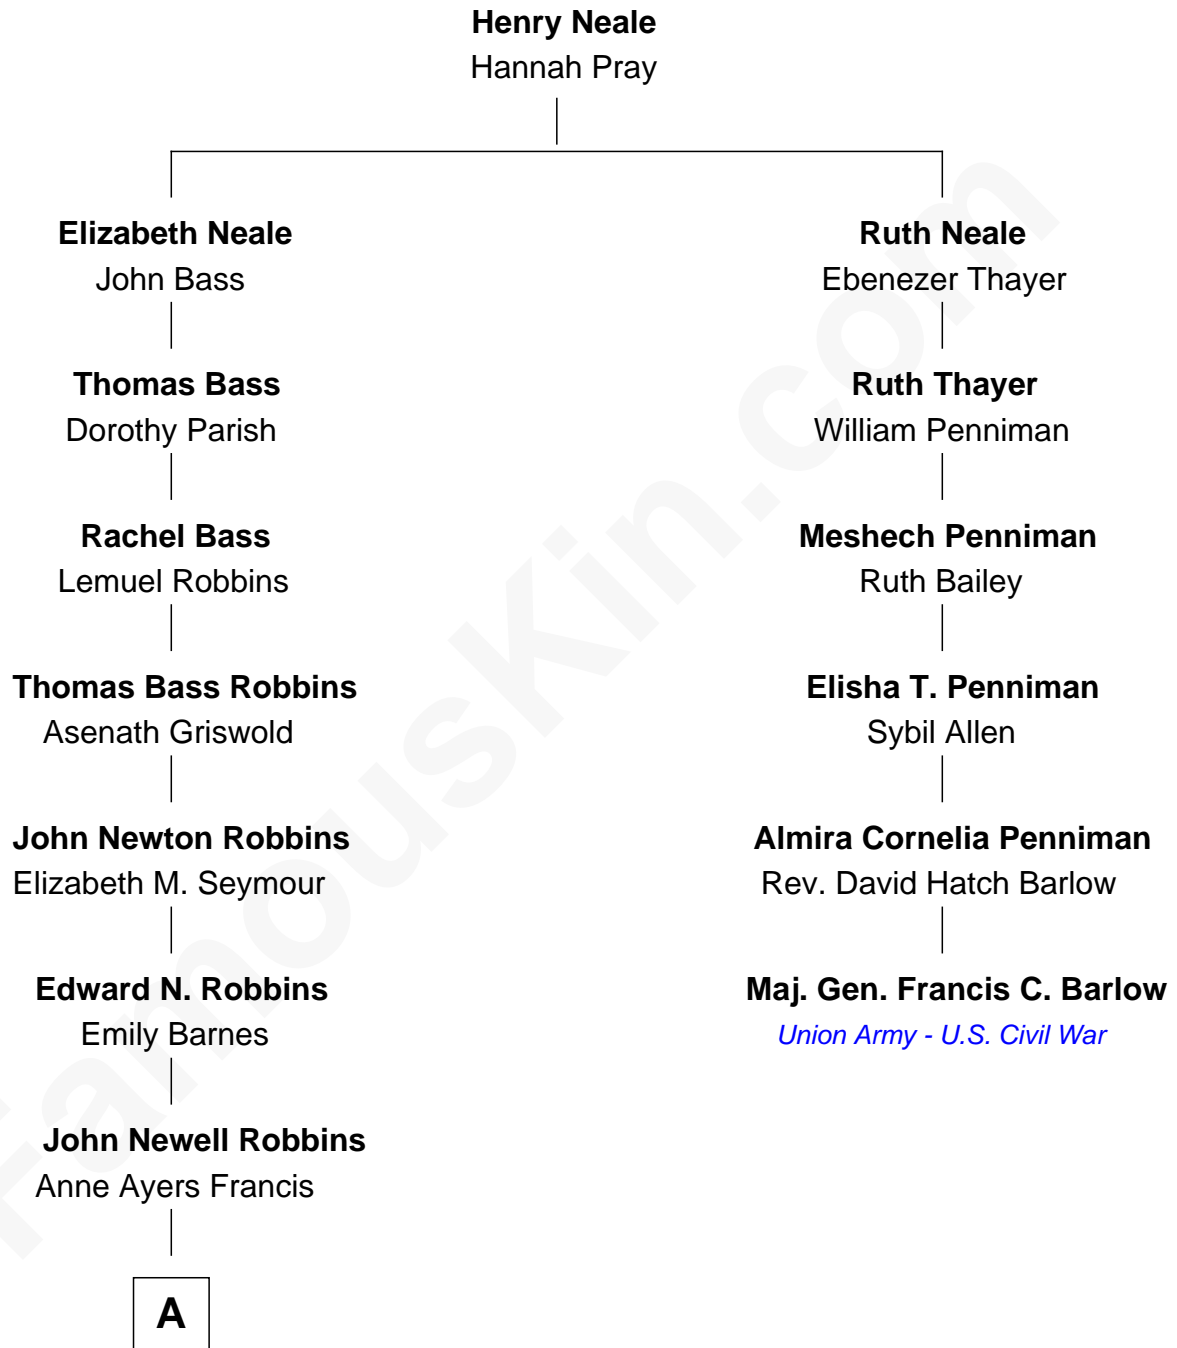 Henry Neale
Hannah Pray
Elizabeth Neale
John Bass
Ruth Neale
Ebenezer Thayer
Thomas Bass
Dorothy Parish
Ruth Thayer
William Penniman
Rachel Bass
Lemuel Robbins
Meshech Penniman
Ruth Bailey
Thomas Bass Robbins
Asenath Griswold
Elisha T. Penniman
Sybil Allen
John Newton Robbins
Elizabeth M. Seymour
Almira Cornelia Penniman
Rev. David Hatch Barlow
Edward N. Robbins
Emily Barnes
Maj. Gen. Francis C. Barlow
Union Army - U.S. Civil War
John Newell Robbins
Anne Ayers Francis
A
FamousKin.com